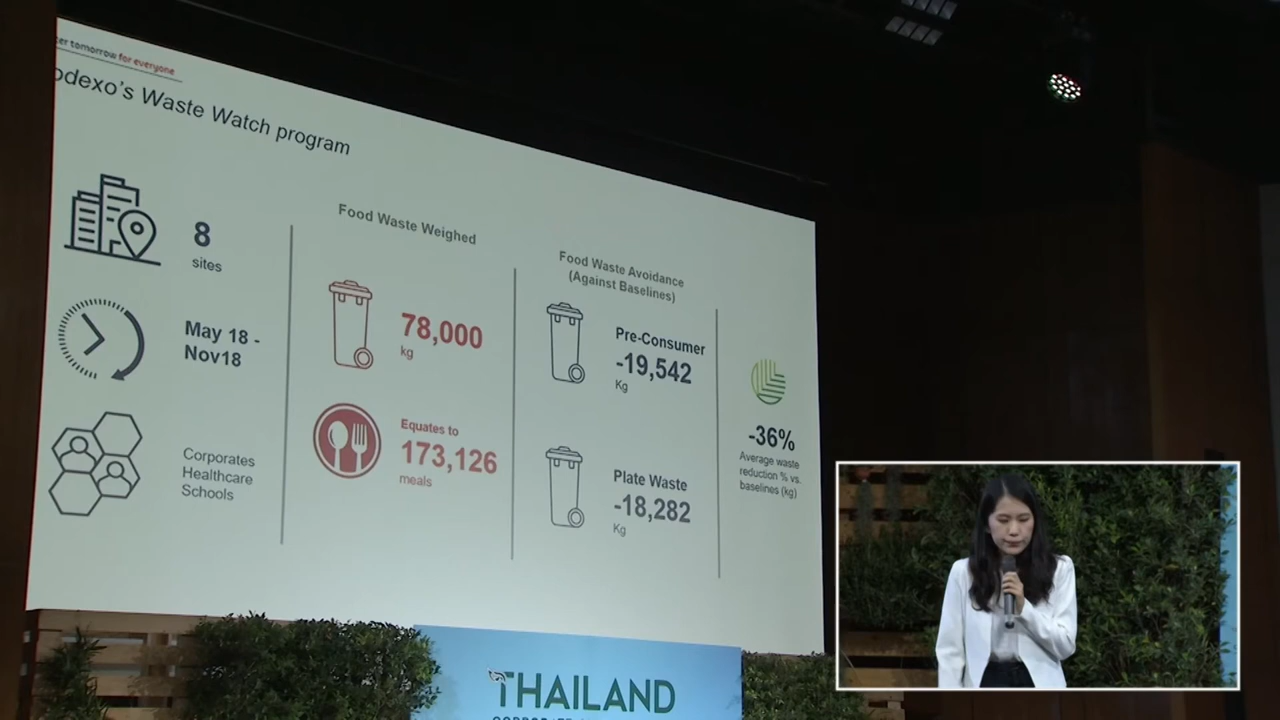 ter tomorrow for everyone
odexo's Waste Watch program
8
sites
May 18 -
Nov18
Corporates
Healthcare
Schools
Food Waste Weighed
78,000
kg
Equates to
173,126
meals
Food Waste Avoidance
(Against Baselines)
Pre-Consumer
-19,542
Kg
Plate Waste
-18,282
Kg
-36%
Average waste
reduction % vs.
baselines (kg)
THAILAND